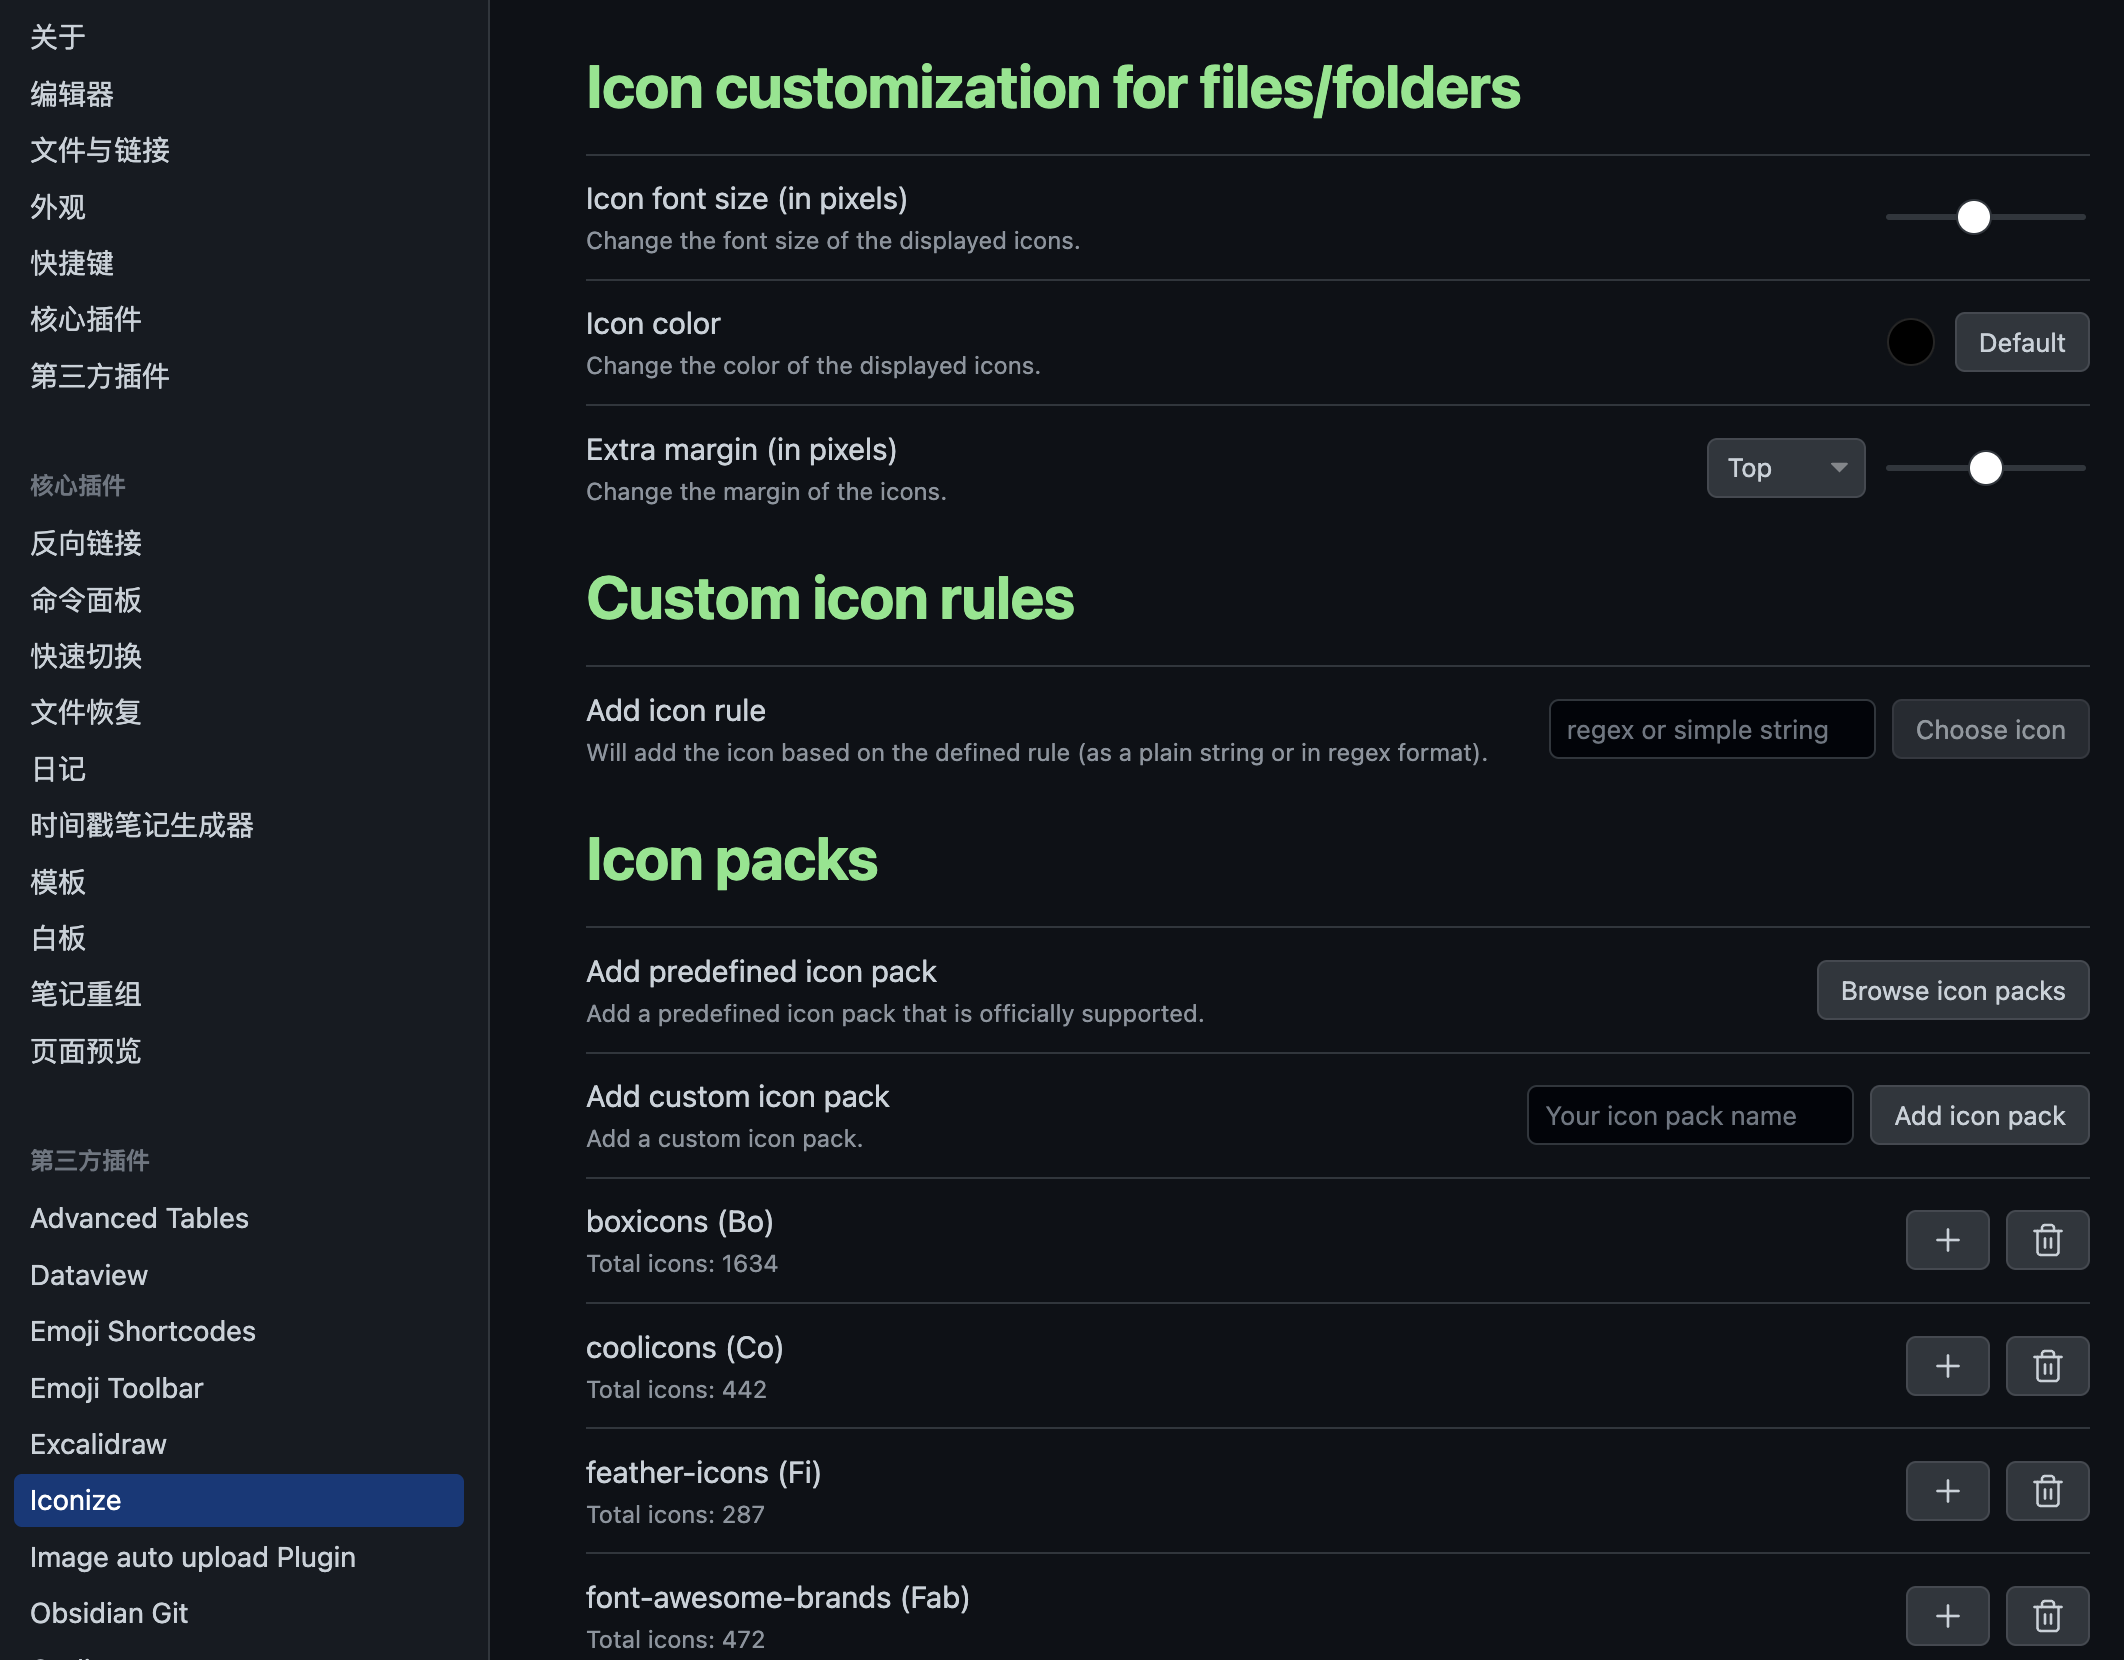 关于
编辑器
文件与链接
外观
快捷键
核心插件
第三方插件
核心插件
反向链接
命令面板
快速切换
文件恢复
日记
时间戳笔记生成器
模板
白板
笔记重组
页面预览
第三方插件
Advanced Tables
Dataview
Emoji Shortcodes
Emoji Toolbar
Excalidraw
Iconize
Image auto upload Plugin
Obsidian Git
Icon customization for files/folders
Icon font size (in pixels)
Change the font size of the displayed icons.
Icon color
Change the color of the displayed icons.
Default
Extra margin (in pixels)
Change the margin of the icons.
Top
Custom icon rules
Add icon rule
Will add the icon based on the defined rule (as a plain string or in regex format).
regex or simple string
Choose icon
Icon packs
Add predefined icon pack
Add a predefined icon pack that is officially supported.
Browse icon packs
Add custom icon pack
Add a custom icon pack.
Your icon pack name
Add icon pack
boxicons (Bo)
Total icons: 1634
coolicons (Co)
Total icons: 442
feather-icons (Fi)
Total icons: 287
font-awesome-brands (Fab)
Total icons: 472